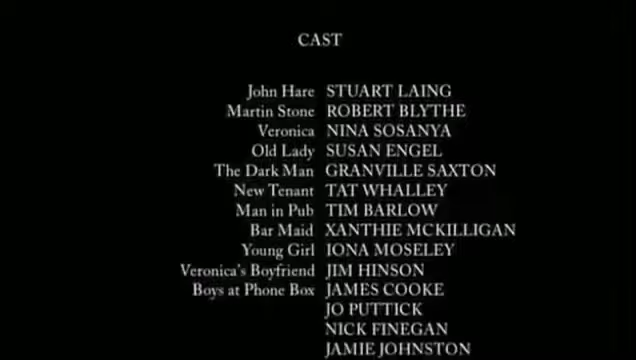 CAST
John Hare STUART LAING
Martin Stone ROBERT BLYTHE
Veronica NINA SOSANYA
Old Lady SUSAN ENGEL
The Dark Man GRANVILLE SAXTON
New Tenant TAT WHALLEY
Man in Pub TIM BARLOW
Bar Maid XANTHIE MCKILLIGAN
Young Girl IONA MOSELEY
Veronica's Boyfriend JIM HINSON
Boys at Phone Box JAMES COOKE
JO PUTTICK
NICK FINEGAN
JAMIE JOHNSTON